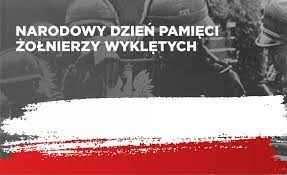 NARODOWY DZIEŃ PAMIĘCI
ŻOŁNIERZY WYKLĘTYCH